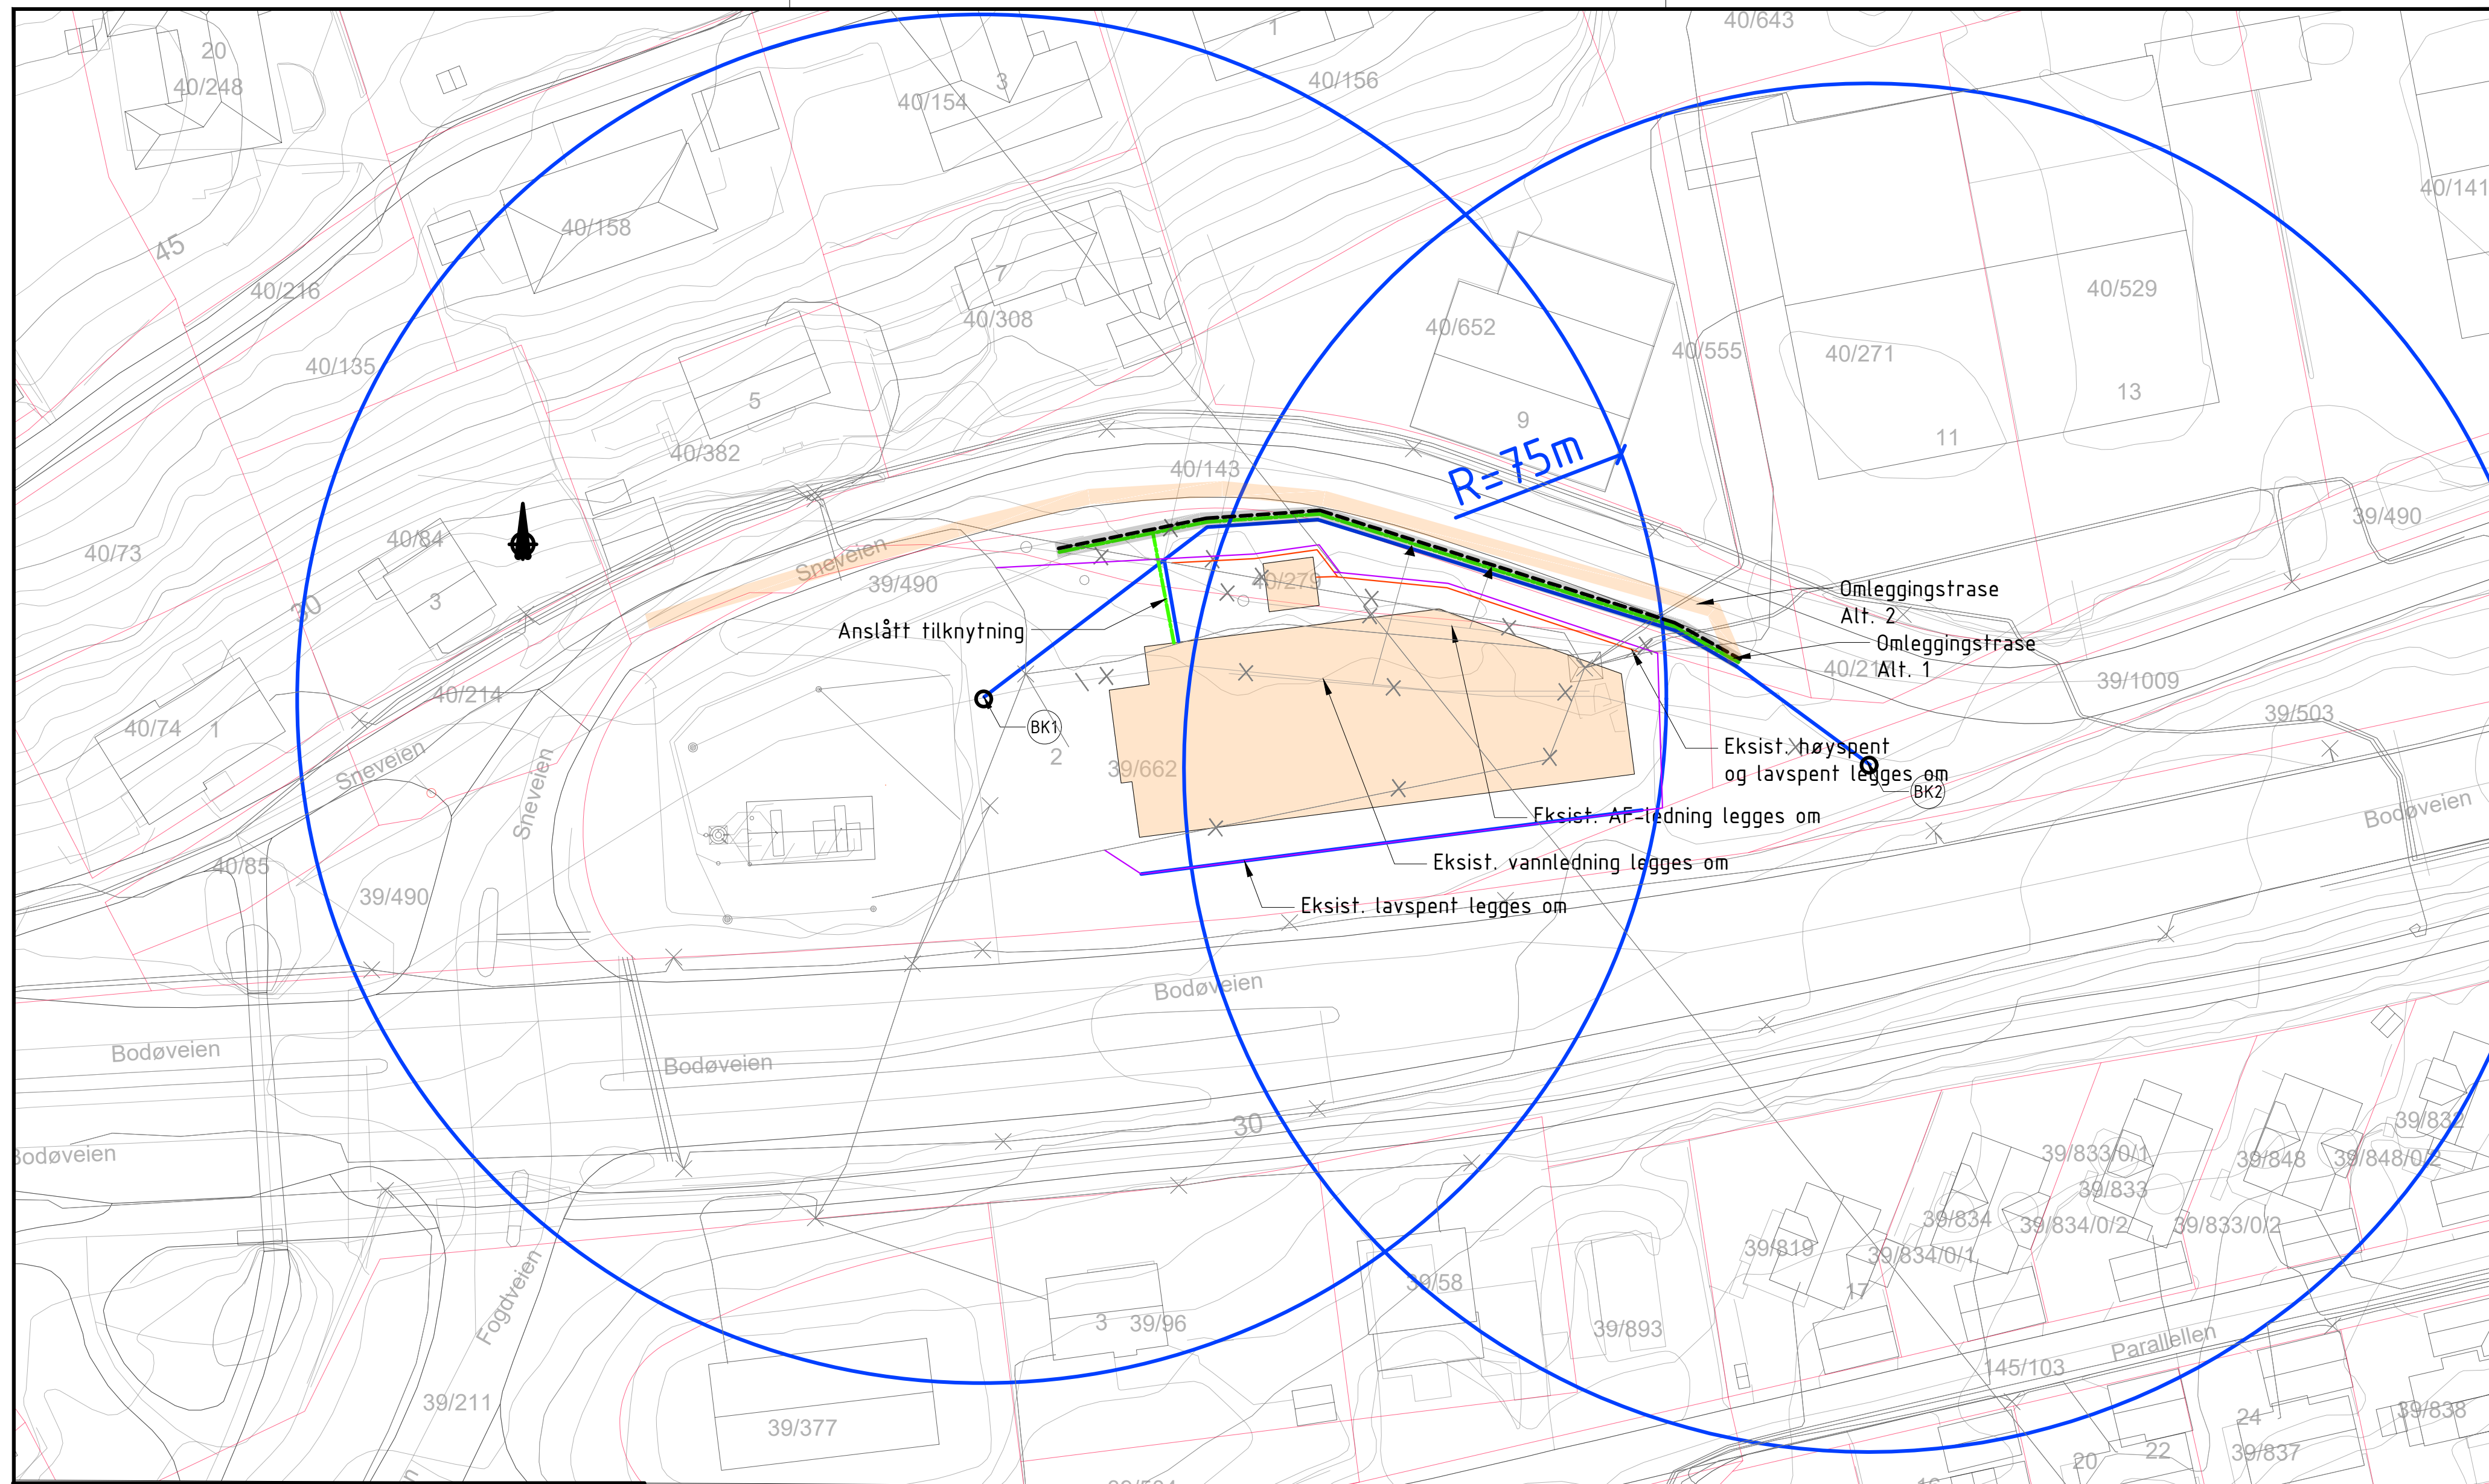 1
40/643
20
40/248
3
40/154
40/156
40/141
40/158
45
40/216
7
40/308
40/529
40/652
40/555
40/271
13
40/135
5
40/382
9
11
40/143
R=75m
39/490
40/73
40/84
Sneveien
39/490
40/279
3
30
Omleggingstrase
Alt. 2
Anslått tilknytning
Omleggingstrase
Alt. 1
40/214
40/217
39/1009
39/503
40/74
1
Sneveien
BK1
2
39/662
Eksist. høyspent
og lavspent legges om
BK2
Sneveien
Bodøveien
Eksist. AF-ledning legges om
40/85
Eksist. vannledning legges om
39/490
Eksist. lavspent legges om
Bodøveien
Bodøveien
Bodøveien
30
Bodøveien
39/832
39/833/0/1
39/848
39/848/0/2
39/833
39/834
39/834/0/2
39/833/0/2
39/819
39/834/0/1
17
Fogdveien
39/58
3
39/96
39/893
Parallellen
145/103
39/211
39/377
24
39/838
22
39/837
20